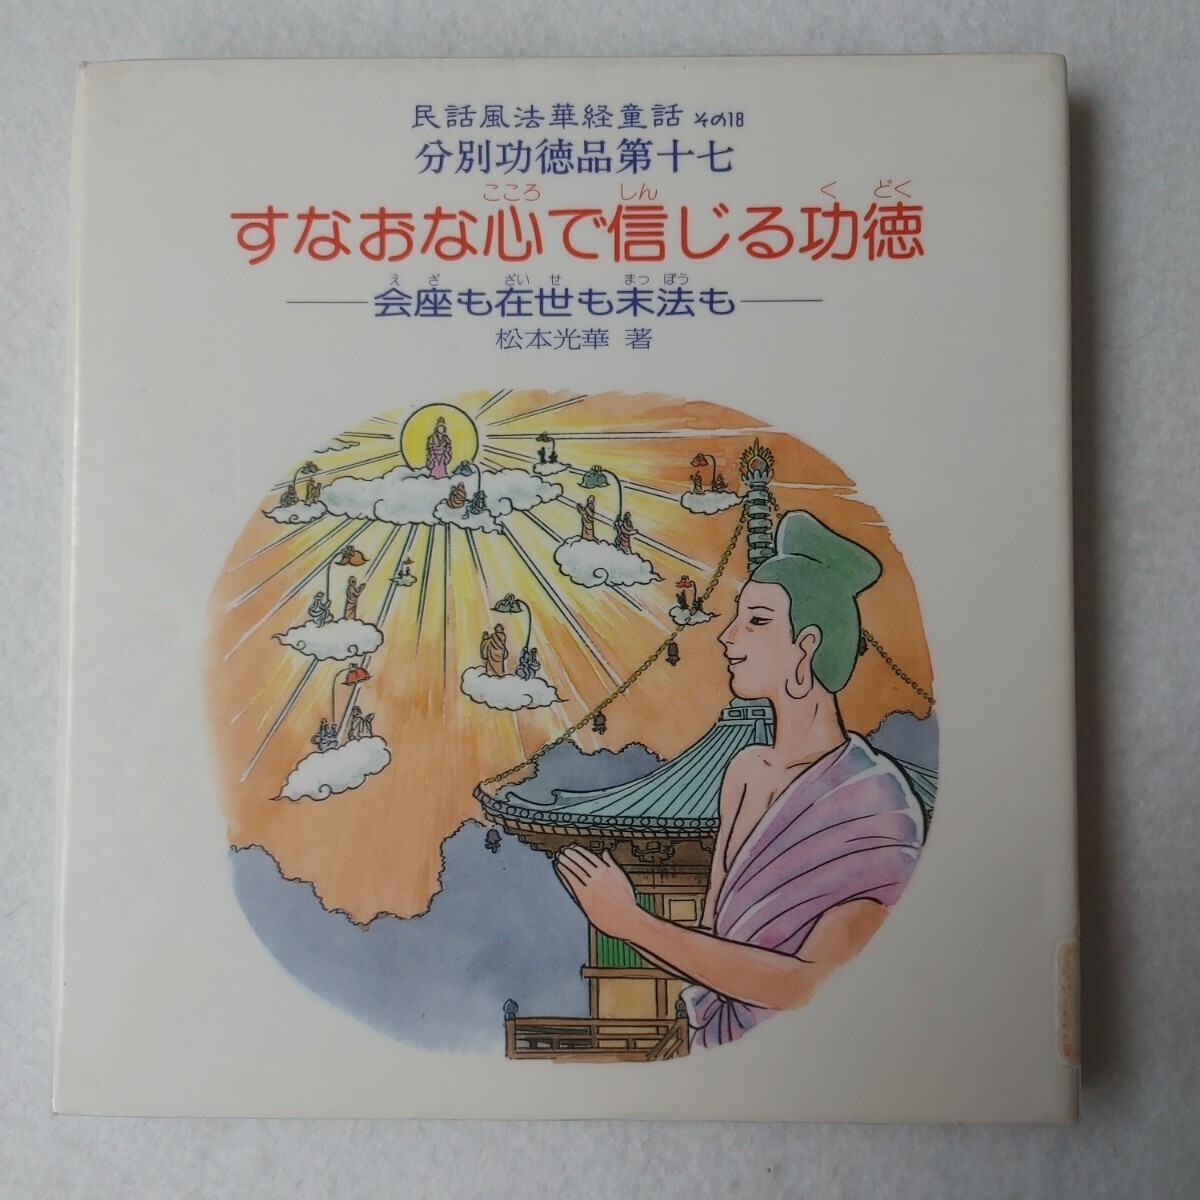 民話風法華経童話 その18
分別功徳品第十七
こころ しん く どく
すなおな心で信じる功徳
え ざ ざい せ まっ ぽう
会座も在世も末法も
松本光華 著